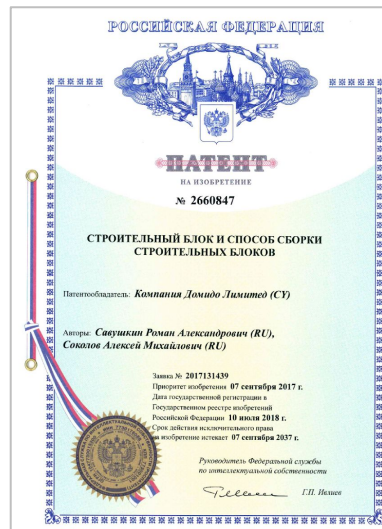 РОССИЙСКАЯ ФЕДЕРАЦИЯ
ПАТЕНТ
НА ИЗОБРЕТЕНИЕ
№ 2660847
СТРОИТЕЛЬНЫЙ БЛОК И СПОСОБ СБОРКИ
СТРОИТЕЛЬНЫХ БЛОКОВ
Патентообладатель: Компания Домидо Лимитед (CY)
Авторы: Савушкин Роман Александрович (RU),
Соколов Алексей Михайлович (RU)
Заявка № 2017131439
Приоритет изобретения 07 сентября 2017 г.
Дата государственной регистрации в
Государственном реестре изобретений
Российской Федерации 10 июля 2018 г.
Срок действия исключительного права
на изобретение истекает 07 сентября 2037 г.
Руководитель Федеральной службы
по интеллектуальной собственности
Г.П. Ивлиев